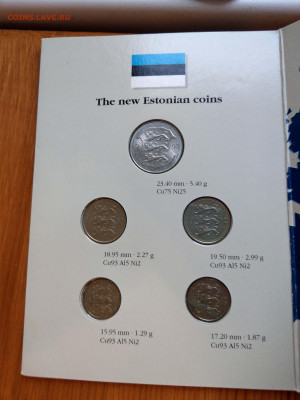 COINS.LAVE.RU
The new Estonian coins
23.40 mm · 5.40 g
Cu75 Ni25
18.95 mm · 2.27 g
Cu93 Al5 Ni2
19.50 mm · 2.99 g
Cu93 Al5 Ni2
15.95 mm · 1.29 g
Cu93 Al5 Ni2
17.20 mm · 1.87 g
Cu93 Al5 Ni2